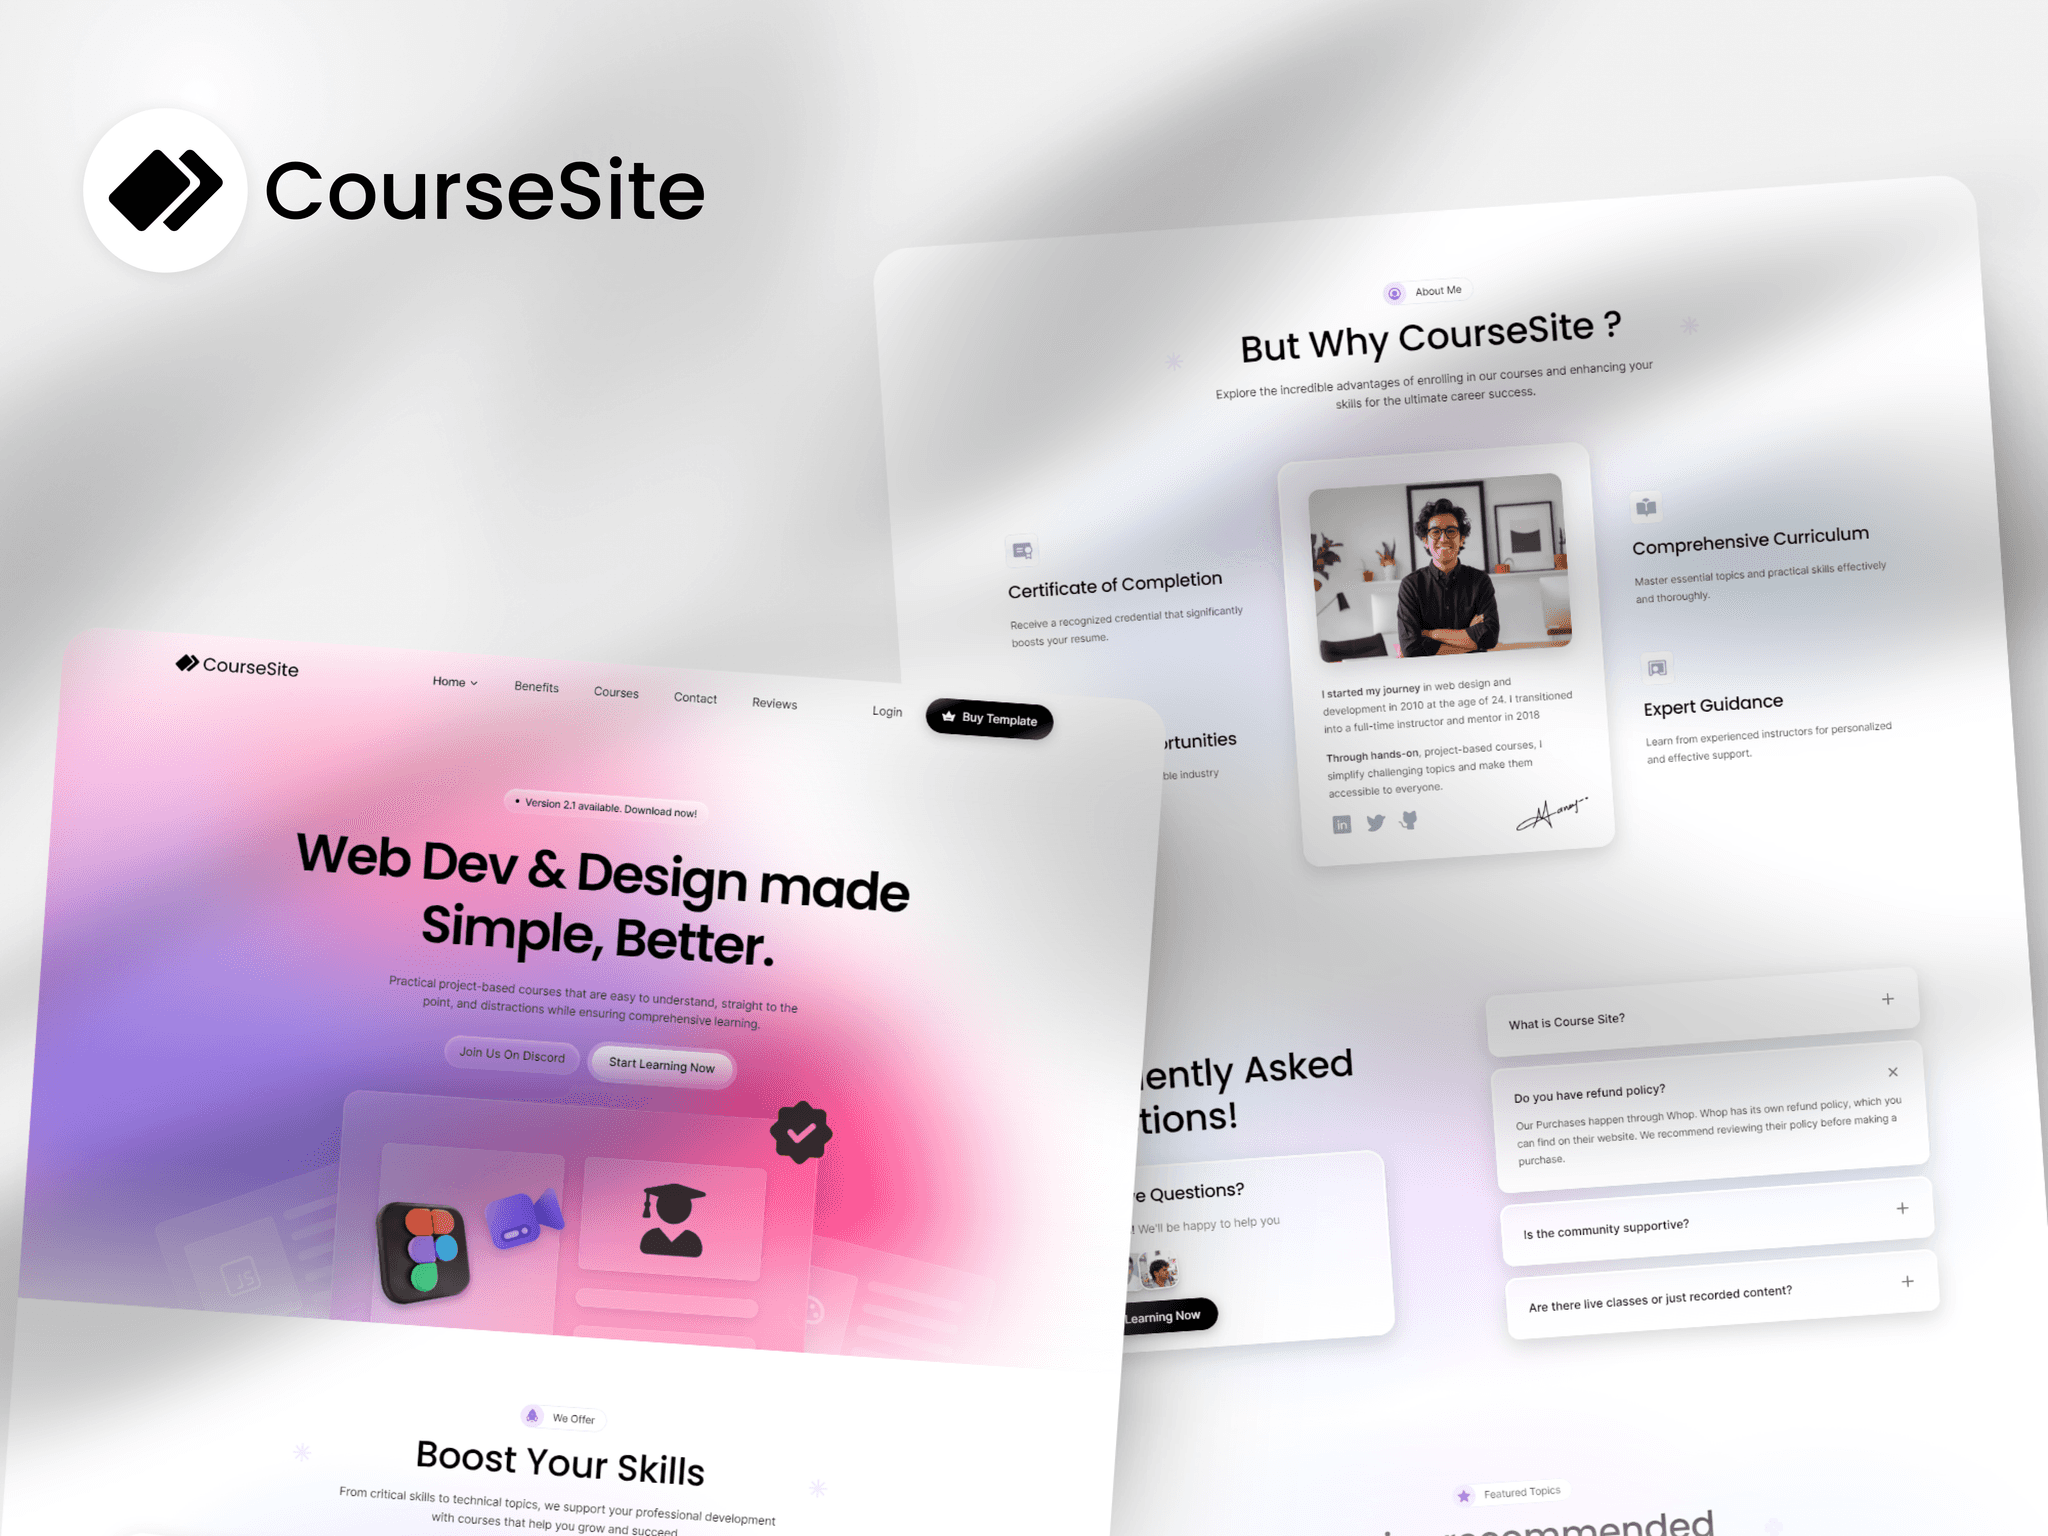 CourseSite
About Me
But Why CourseSite ?
Explore the incredible advantages of enrolling in our courses and enhancing your
skills for the ultimate career success.
Certificate of Completion
Receive a recognized credential that significantly
boosts your resume.
ortunities
ble industry
I started my journey in web design and
development in 2010 at the age of 24. I transitioned
into a full-time instructor and mentor in 2018
Through hands-on, project-based courses, I
simplify challenging topics and make them
accessible to everyone.
in
Comprehensive Curriculum
Master essential topics and practical skills effectively
and thoroughly.
Expert Guidance
Learn from experienced instructors for personalized
and effective support.
CourseSite
Home
Benefits
Courses
Contact
Reviews
Login
Buy Template
• Version 2.1 available. Download now!
Web Dev & Design made
Simple, Better.
Practical project-based courses that are easy to understand, straight to the
point, and distractions while ensuring comprehensive learning.
Join Us On Discord
Start Learning Now
JS
We Offer
Boost Your Skills
From critical skills to technical topics, we support your professional development
with courses that help you grow and succeed
ently Asked
tions!
e Questions?
! We'll be happy to help you
Learning Now
What is Course Site?
Do you have refund policy?
Our Purchases happen through Whop. Whop has its own refund policy, which you
can find on their website. We recommend reviewing their policy before making a
purchase.
Is the community supportive?
Are there live classes or just recorded content?
Featured Topics
recommended